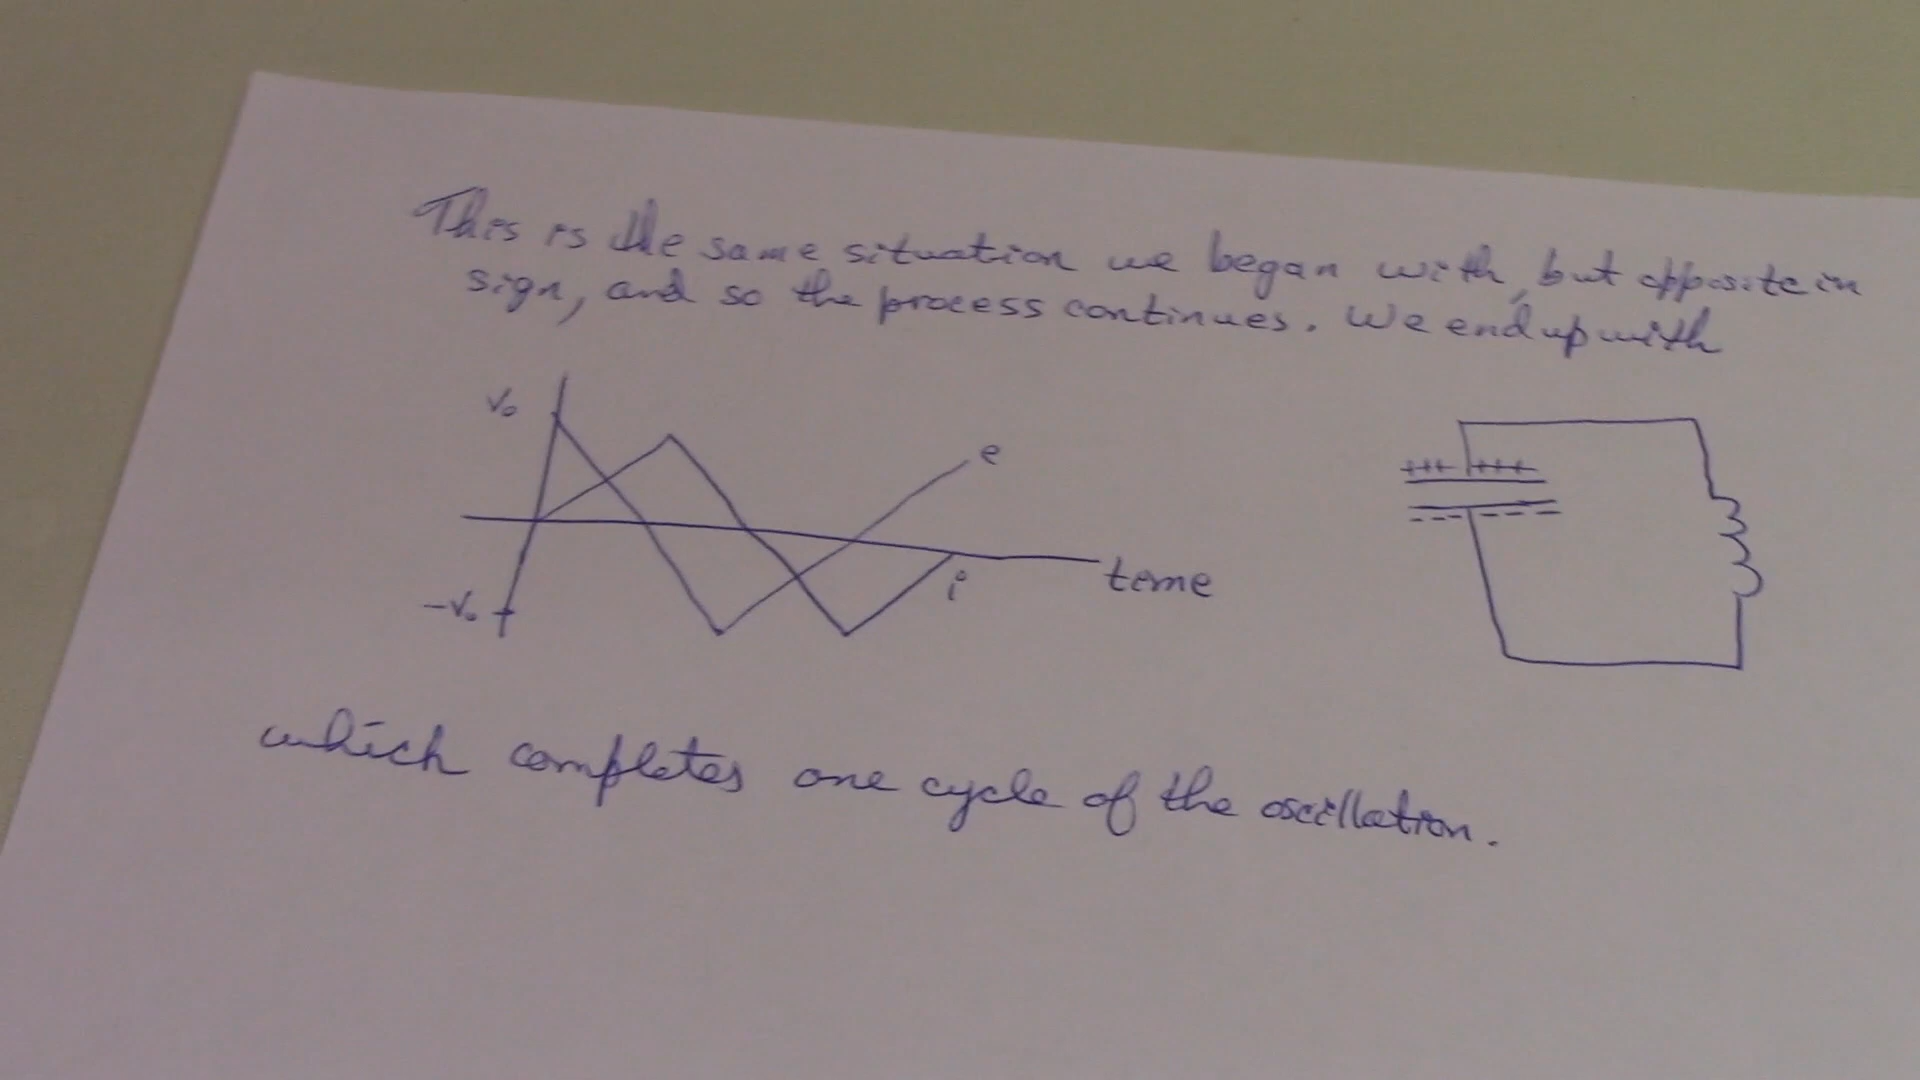 This is the same situation we began with, but opposite in
sign, and so the process continues. We end up with
V₀
e
+++ +++
-----
time
i
-V₀
which completes one cycle of the oscillation.